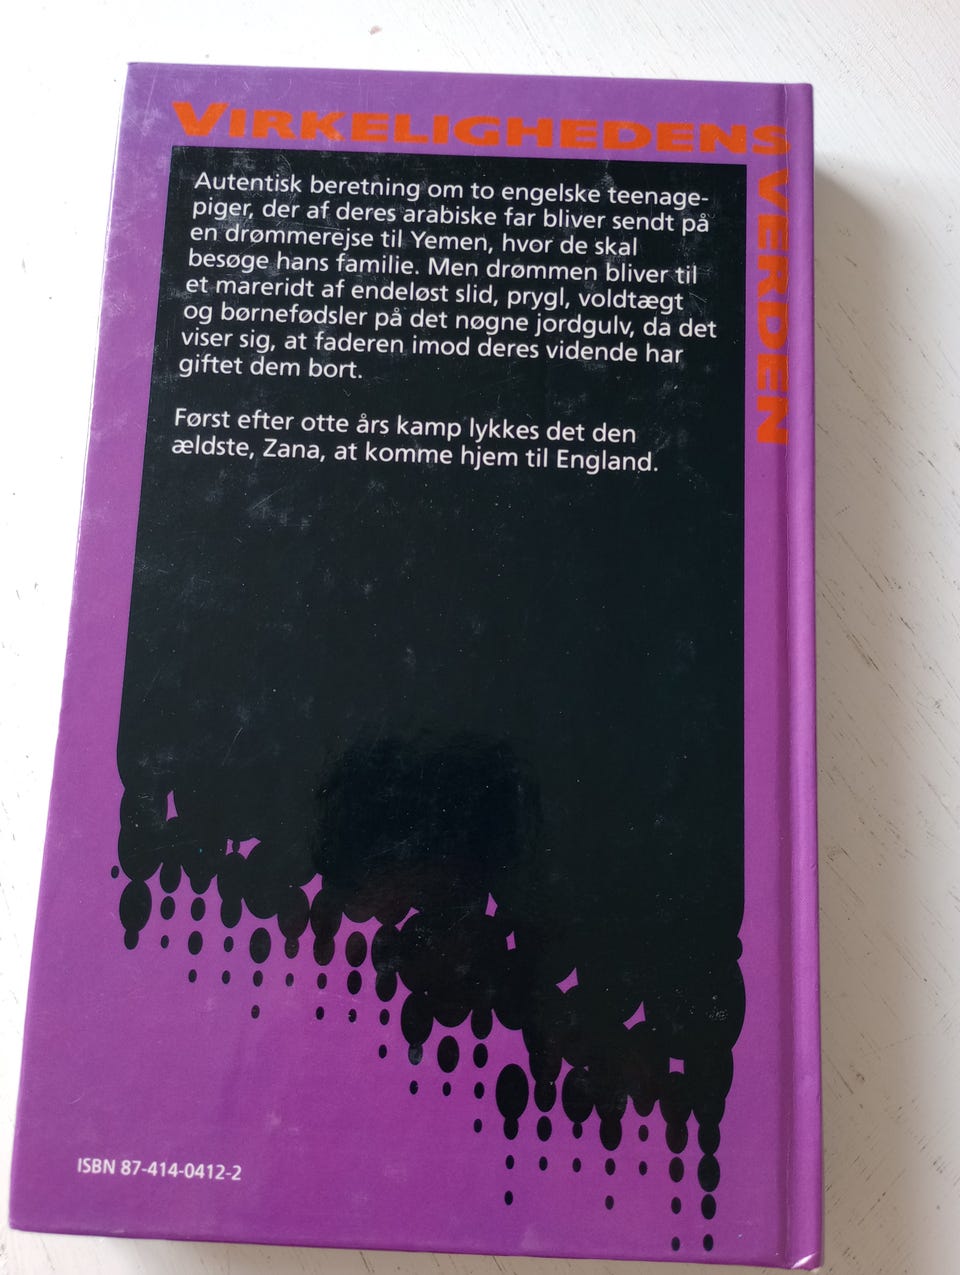 VIRKELIGHEDENS
VERDEN
Autentisk beretning om to engelske teenage-
piger, der af deres arabiske far bliver sendt på
en drømmerejse til Yemen, hvor de skal
besøge hans familie. Men drømmen bliver til
et mareridt af endeløst slid, prygl, voldtægt
og børnefødsler på det nøgne jordgulv, da det
viser sig, at faderen imod deres vidende har
giftet dem bort.
Først efter otte års kamp lykkes det den
ældste, Zana, at komme hjem til England.
ISBN 87-414-0412-2